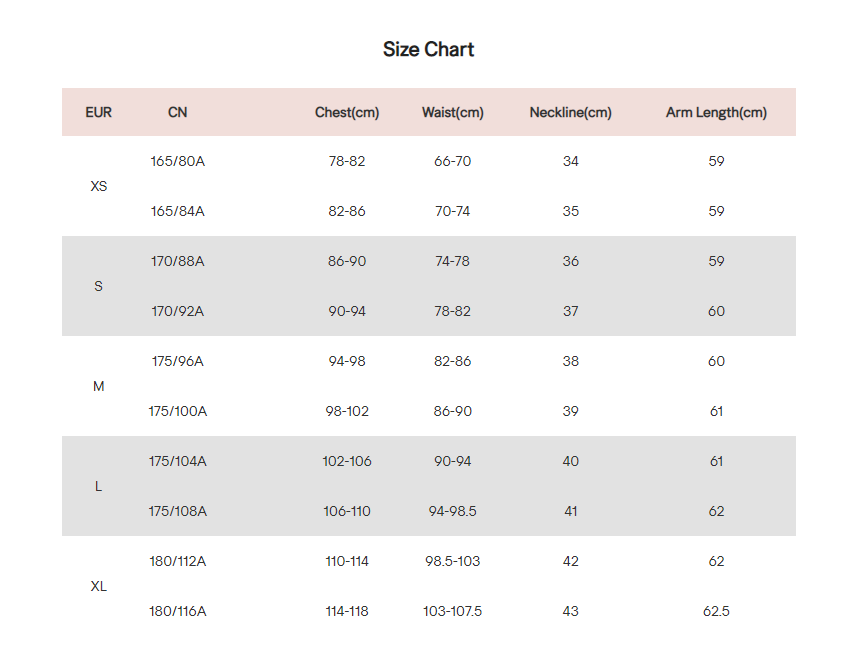 Size Chart
EUR CN Chest(cm) Waist(cm) Neckline(cm) Arm Length(cm)
165/80A 78-82 66-70 34 59
XS
165/84A 82-86 70-74 35 59
170/88A 86-90 74-78 36 59
S
170/92A 90-94 78-82 37 60
175/96A 94-98 82-86 38 60
M
175/100A 98-102 86-90 39 61
175/104A 102-106 90-94 40 61
L
175/108A 106-110 94-98.5 41 62
180/112A 110-114 98.5-103 42 62
XL
180/116A 114-118 103-107.5 43 62.5